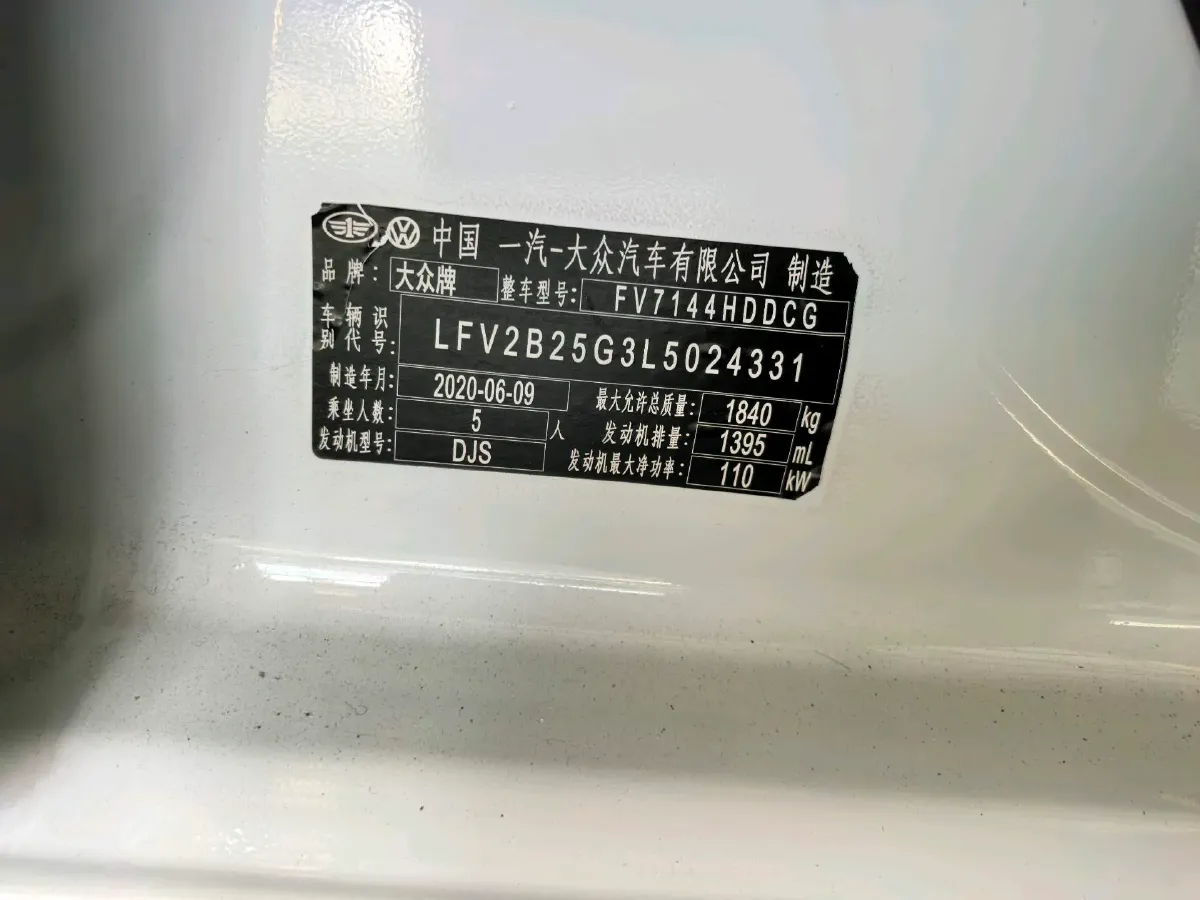 中国 一汽-大众汽车有限公司 制造
品牌: 大众牌 整车型号: FV7144HDDCG
车辆识别代号: LFV2B25G3L5024331
制造年月: 2020-06-09 最大允许总质量: 1840 kg
乘坐人数: 5 人 发动机排量: 1395 mL
发动机型号: DJS 发动机最大净功率: 110 kW